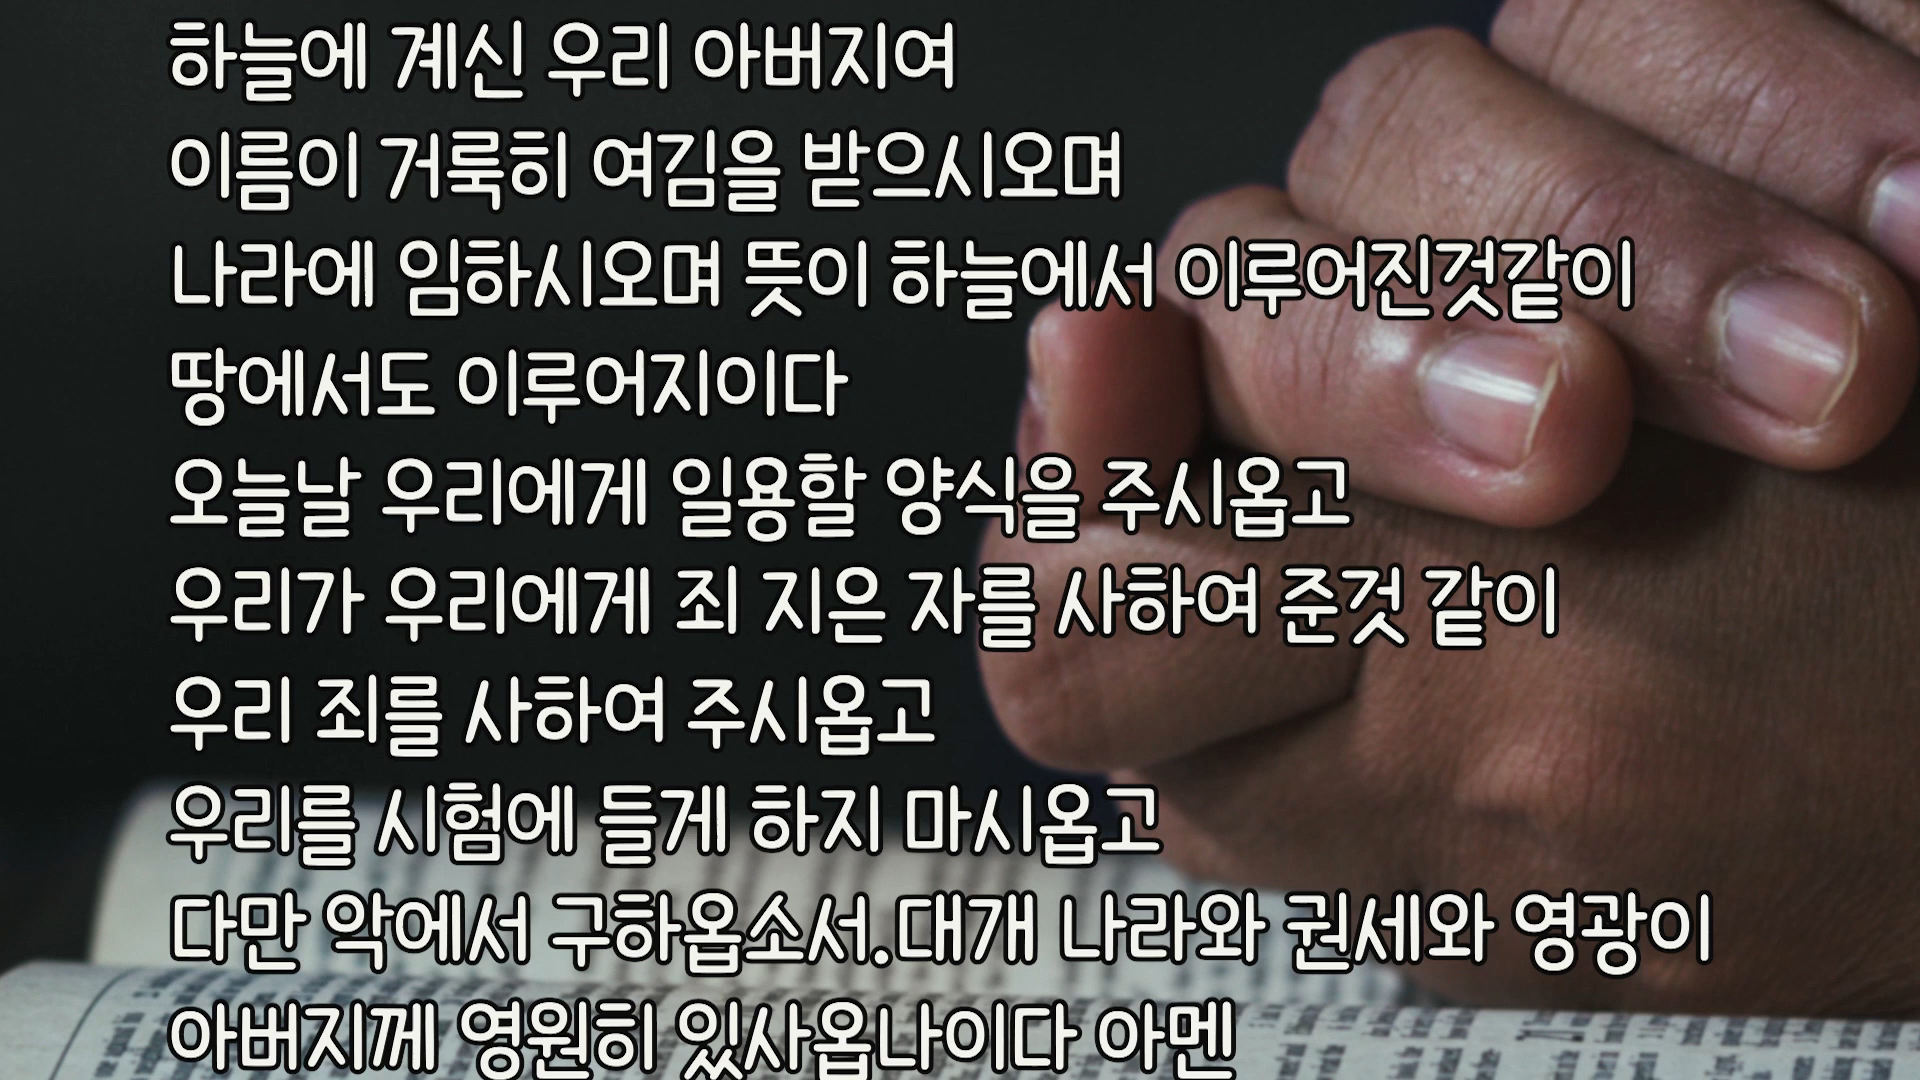 하늘에 계신 우리 아버지여
이름이 거룩히 여김을 받으시오며
나라에 임하시오며 뜻이 하늘에서 이루어진것같이
땅에서도 이루어지이다
오늘날 우리에게 일용할 양식을 주시옵고
우리가 우리에게 죄 지은 자를 사하여 준것 같이
우리 죄를 사하여 주시옵고
우리를 시험에 들게 하지 마시옵고
다만 악에서 구하옵소서.대개 나라와 권세와 영광이
아버지께 영원히 있사옵나이다 아멘